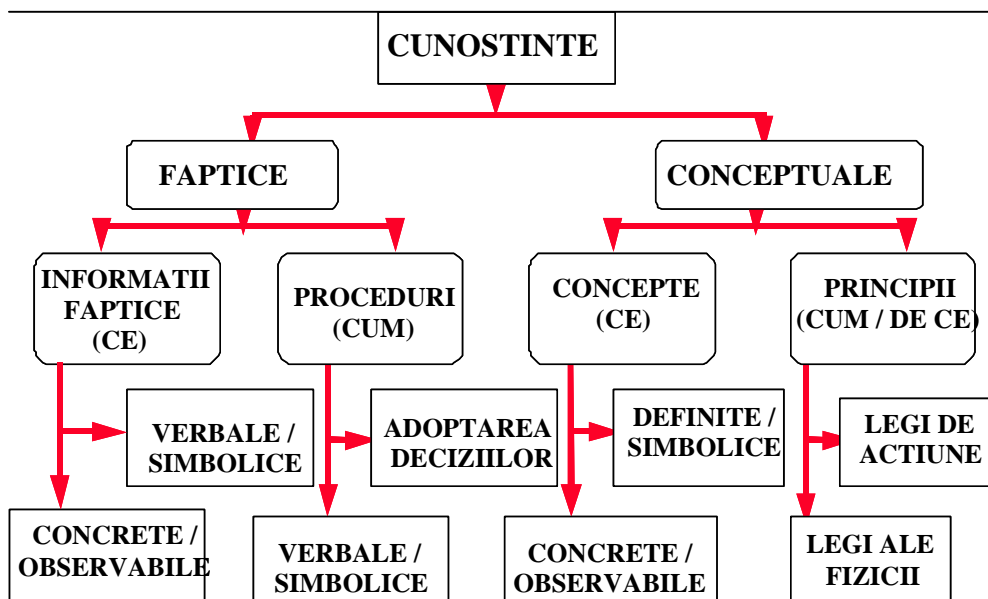 CUNOSTINTE
FAPTICE
CONCEPTUALE
INFORMATII
FAPTICE
(CE)
PROCEDURI
(CUM)
CONCEPTE
(CE)
PRINCIPII
(CUM / DE CE)
VERBALE /
SIMBOLICE
ADOPTAREA
DECIZIILOR
DEFINITE /
SIMBOLICE
LEGI DE
ACTIUNE
CONCRETE /
OBSERVABILE
VERBALE /
SIMBOLICE
CONCRETE /
OBSERVABILE
LEGI ALE
FIZICII